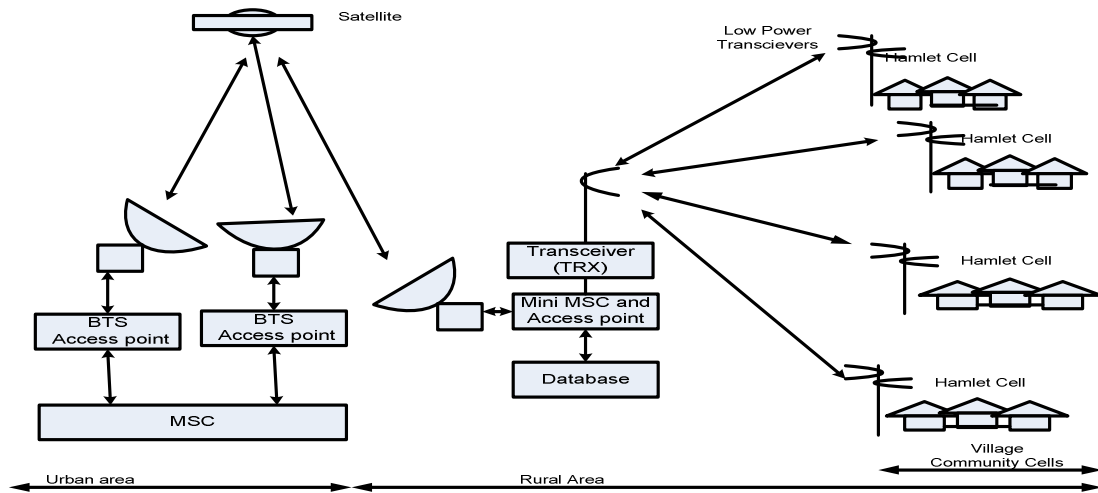 Satellite
Low Power
Transcievers
Hamlet Cell
Hamlet Cell
Transceiver
(TRX)
Hamlet Cell
BTS
Access point
BTS
Access point
Mini MSC and
Access point
Database
Hamlet Cell
MSC
Village
Community Cells
Urban area
Rural Area